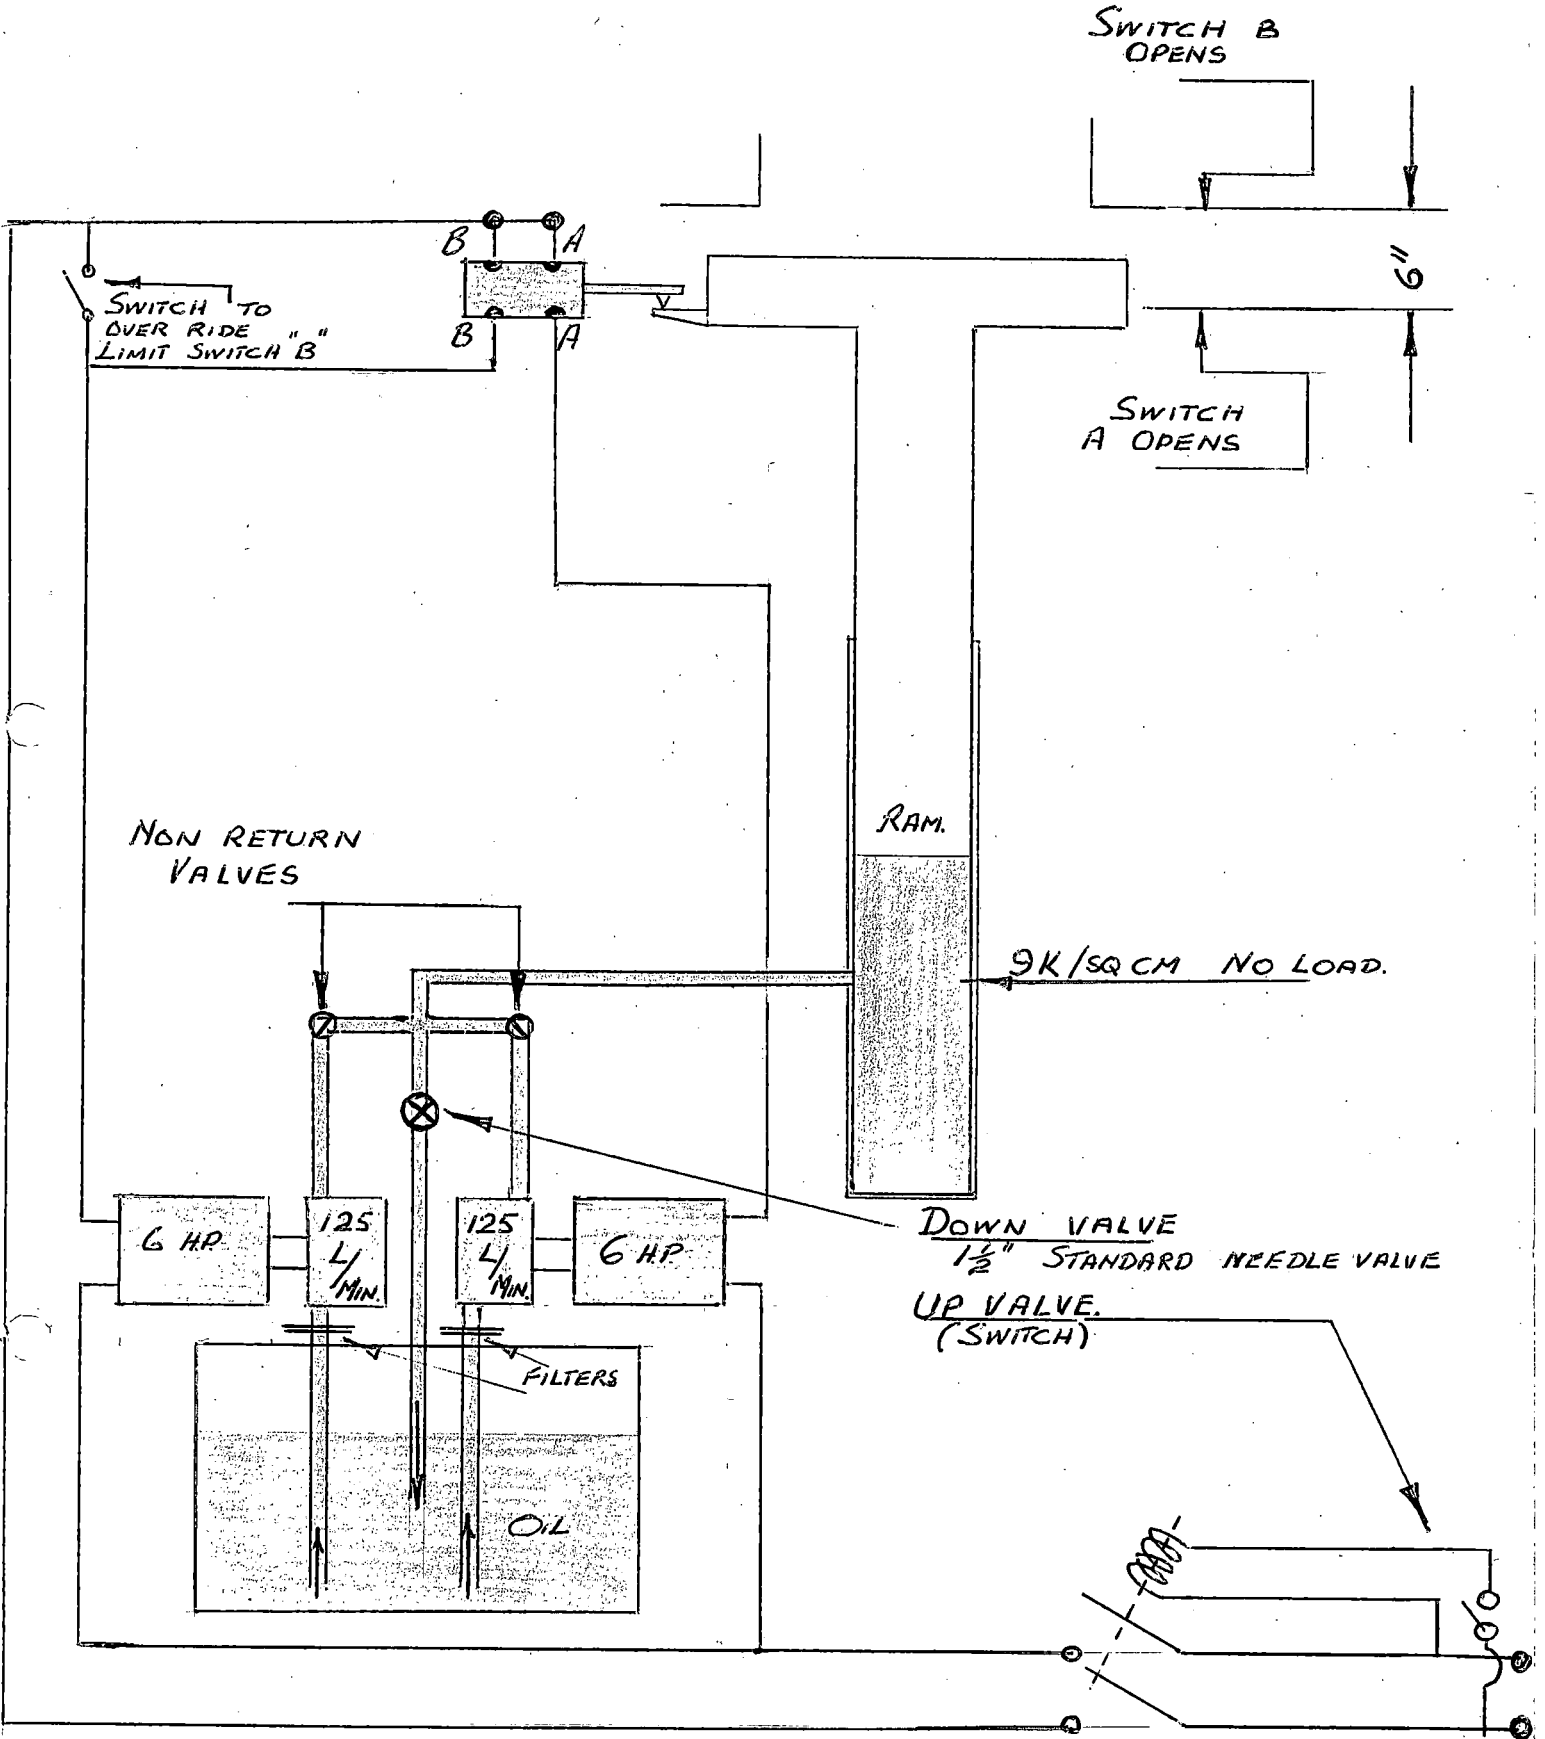 SWITCH B
OPENS
B A
6"
SWITCH TO
OVER RIDE
LIMIT SWITCH "B"
B A
SWITCH
A OPENS
RAM.
NON RETURN
VALVES
9K/SQ CM NO LOAD.
6 H.P.
125
L/
MIN.
125
L/
MIN.
6 H.P.
DOWN VALVE
1½" STANDARD NEEDLE VALVE
UP VALVE.
(SWITCH)
FILTERS
OIL